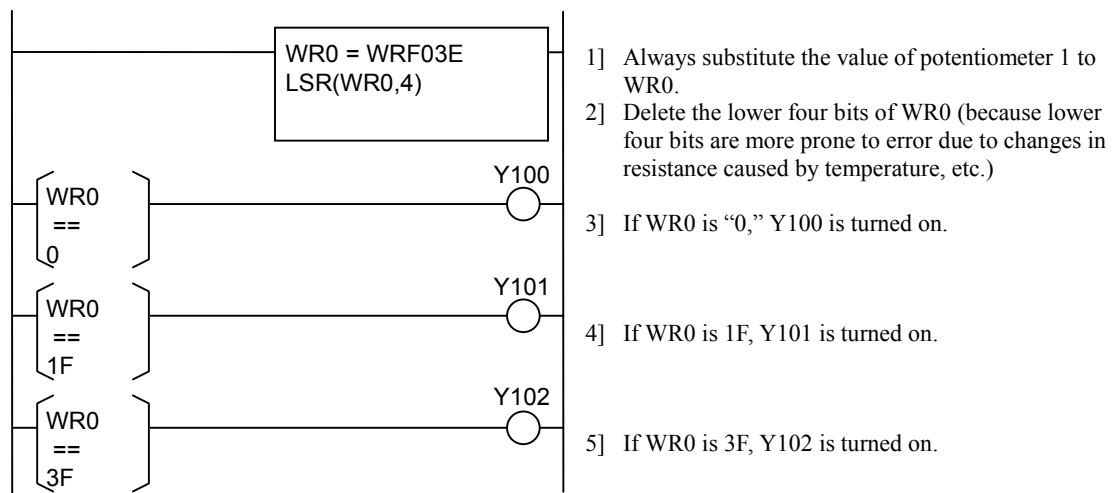 WR0 = WRF03E
LSR(WR0,4)
Y100
WR0
==
0
Y101
WR0
==
1F
Y102
WR0
==
3F
1] Always substitute the value of potentiometer 1 to
WR0.
2] Delete the lower four bits of WR0 (because lower
four bits are more prone to error due to changes in
resistance caused by temperature, etc.)
3] If WR0 is “0,” Y100 is turned on.
4] If WR0 is 1F, Y101 is turned on.
5] If WR0 is 3F, Y102 is turned on.